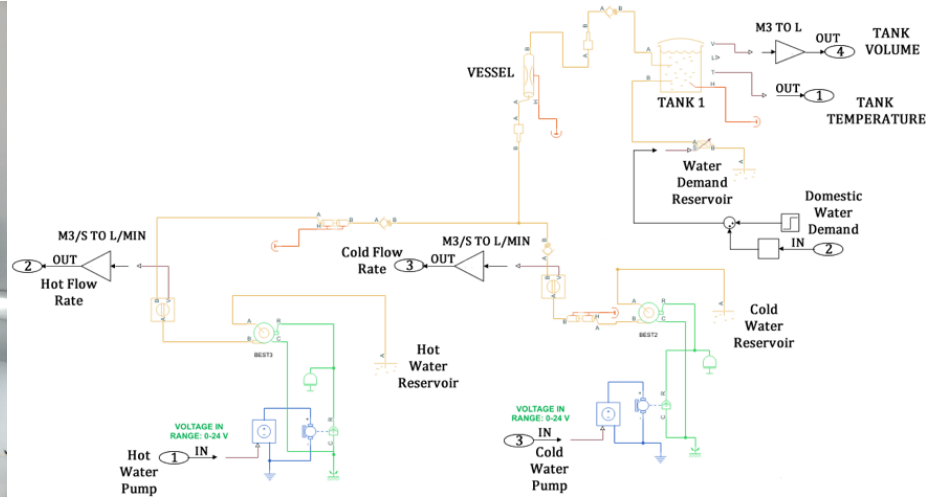 M3 TO L
OUT
4
TANK
VOLUME
VESSEL
TANK 1
OUT
1
TANK
TEMPERATURE
Water
Demand
Reservoir
Domestic
Water
Demand
IN
2
M3/S TO L/MIN
2
OUT
Hot Flow
Rate
M3/S TO L/MIN
Cold Flow
Rate
3
OUT
BEST3
Hot
Water
Reservoir
BEST2
Cold
Water
Reservoir
VOLTAGE IN
RANGE: 0-24 V
1
IN
Hot
Water
Pump
VOLTAGE IN
RANGE: 0-24 V
3
IN
Cold
Water
Pump